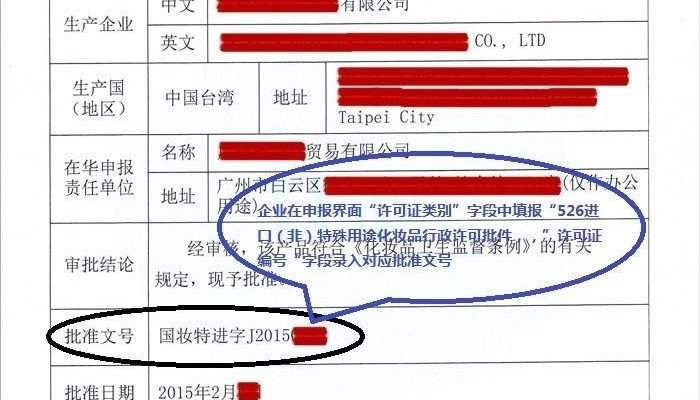 中文 有限公司
生产企业
英文 CO., LTD
生产国
(地区)
中国台湾
地址
Taipei City
在华申报
责任单位
名称 贸易有限公司
地址
广州市白云区 (仅作办公
用途)
企业在申报界面“许可证类别”字段中填报“526进
口（非）特殊用途化妆品行政许可批件 ”，“许可证
编号 ”字段录入对应批准文号
审批结论
经审核，该产品符合《化妆品卫生监督条例》的有关
规定，现予批准。
批准文号 国妆特进字J2015
批准日期 2015年2月